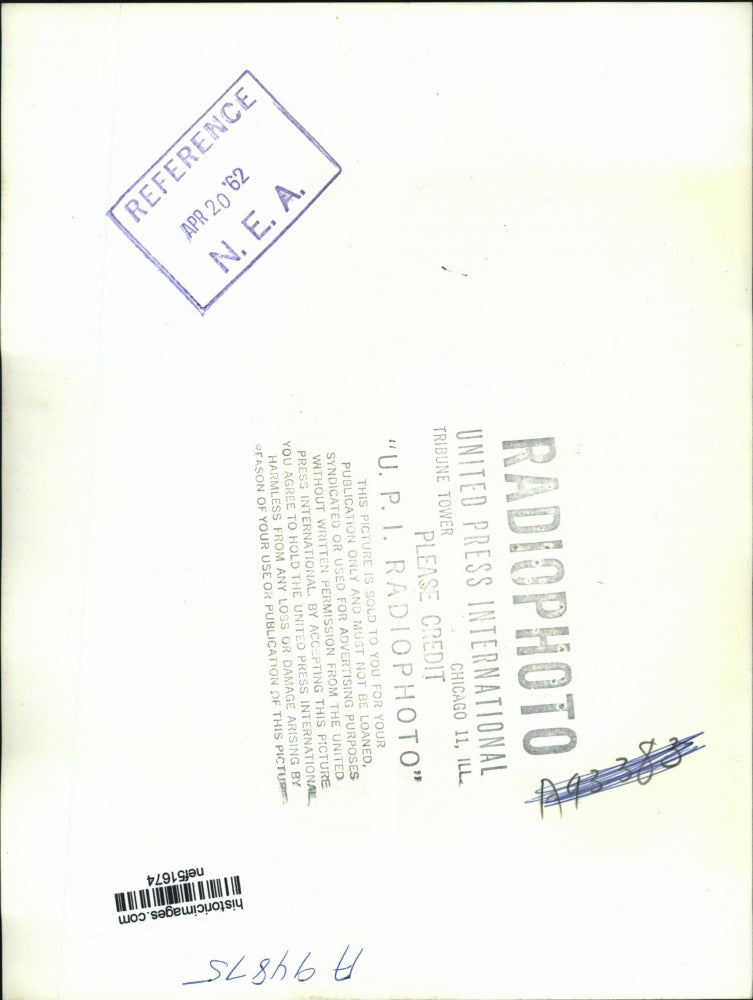 REFERENCE
APR 20 '62
N. E. A.
RADIOPHOTO
UNITED PRESS INTERNATIONAL
TRIBUNE TOWER CHICAGO 11, ILL.
PLEASE CREDIT
"U. P. I. RADIOPHOTO"
THIS PICTURE IS SOLD TO YOU FOR YOUR
PUBLICATION ONLY AND MUST NOT BE LOANED,
SYNDICATED OR USED FOR ADVERTISING PURPOSES
WITHOUT WRITTEN PERMISSION FROM THE UNITED
PRESS INTERNATIONAL. BY ACCEPTING THIS PICTURE
YOU AGREE TO HOLD THE UNITED PRESS INTERNATIONAL
HARMLESS FROM ANY LOSS OR DAMAGE ARISING BY
REASON OF YOUR USE OR PUBLICATION OF THIS PICTURE
A93383
historicimages.com
nef51674
A 94875